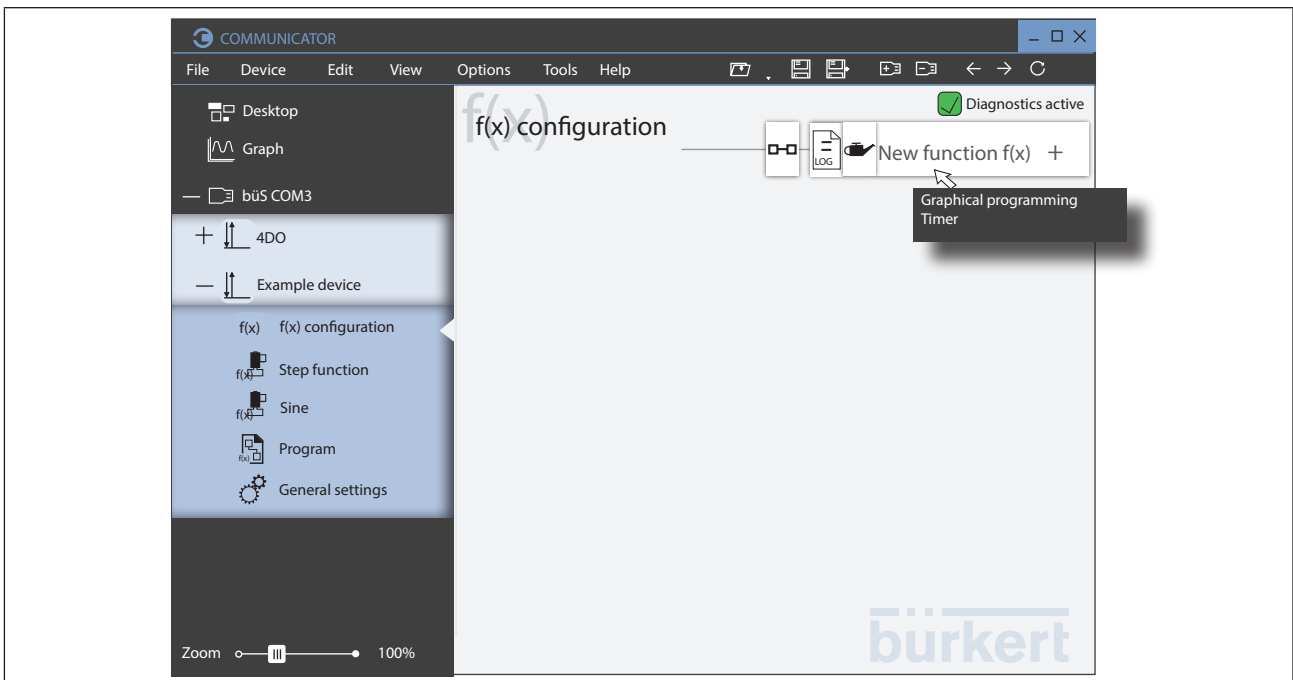 COMMUNICATOR
File Device Edit View Options Tools Help
Desktop
Graph
büS COM3
4DO
Example device
f(x) f(x) configuration
f(x) Step function
f(x) Sine
f(x) Program
General settings
Zoom 100%
f(x)
f(x) configuration
Diagnostics active
LOG
New function f(x) +
Graphical programming
Timer
bürkert